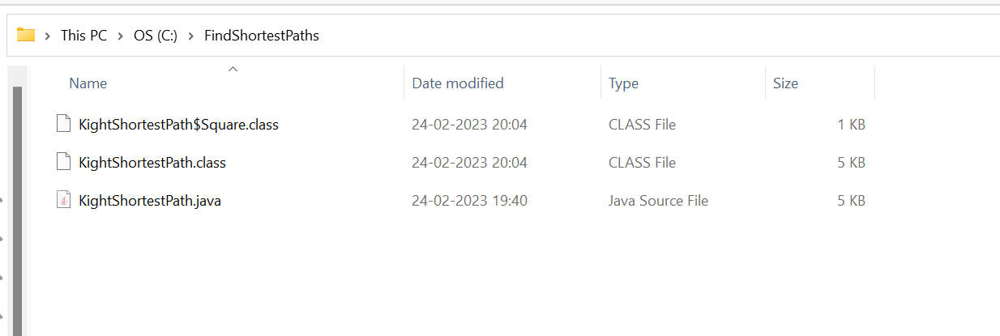 This PC > OS (C:) > FindShortestPaths
Name Date modified Type Size
KightShortestPath$Square.class 24-02-2023 20:04 CLASS File 1 KB
KightShortestPath.class 24-02-2023 20:04 CLASS File 5 KB
KightShortestPath.java 24-02-2023 19:40 Java Source File 5 KB